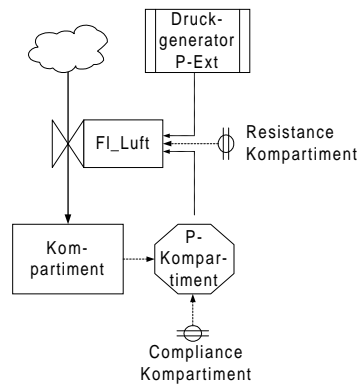 Druck-
generator
P-Ext
Fl_Luft
Resistance
Kompartiment
Kom-
partiment
P-
Kompar-
timent
Compliance
Kompartiment